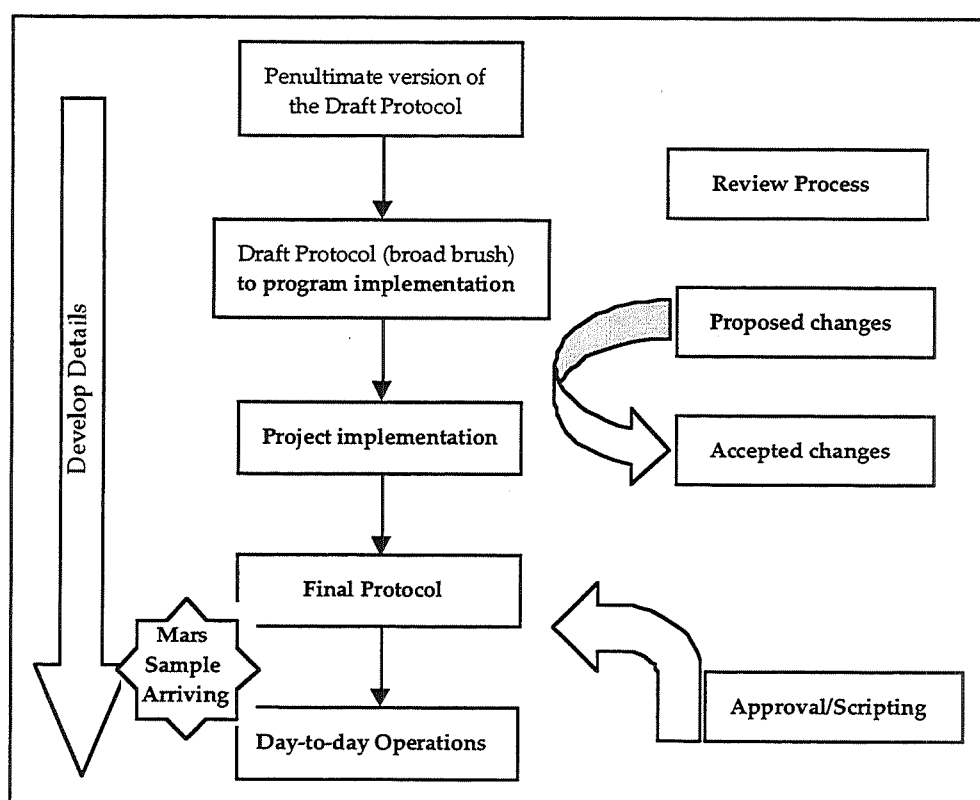 Penultimate version of
the Draft Protocol
Review Process
Draft Protocol (broad brush)
to program implementation
Proposed changes
Develop Details
Project implementation
Accepted changes
Final Protocol
Mars
Sample
Arriving
Approval/Scripting
Day-to-day Operations